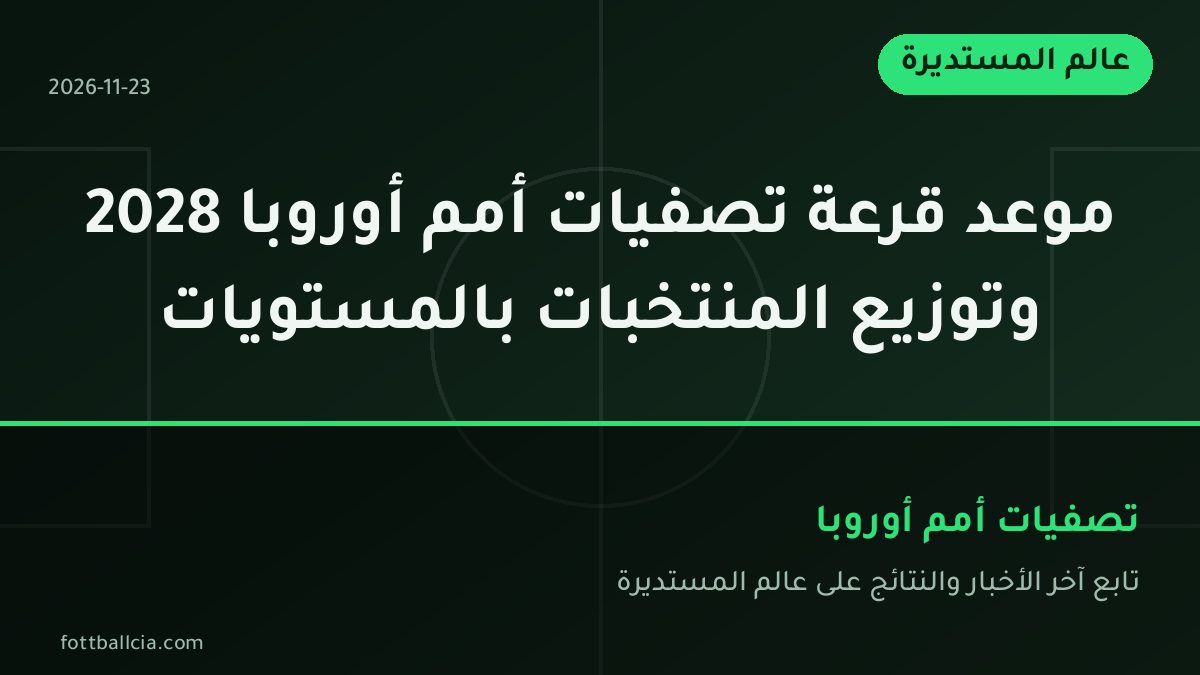 عالم المستديرة
2026-11-23
موعد قرعة تصفيات أمم أوروبا 2028
وتوزيع المنتخبات بالمستويات
تصفيات أمم أوروبا
تابع آخر الأخبار والنتائج على عالم المستديرة
fottballcia.com